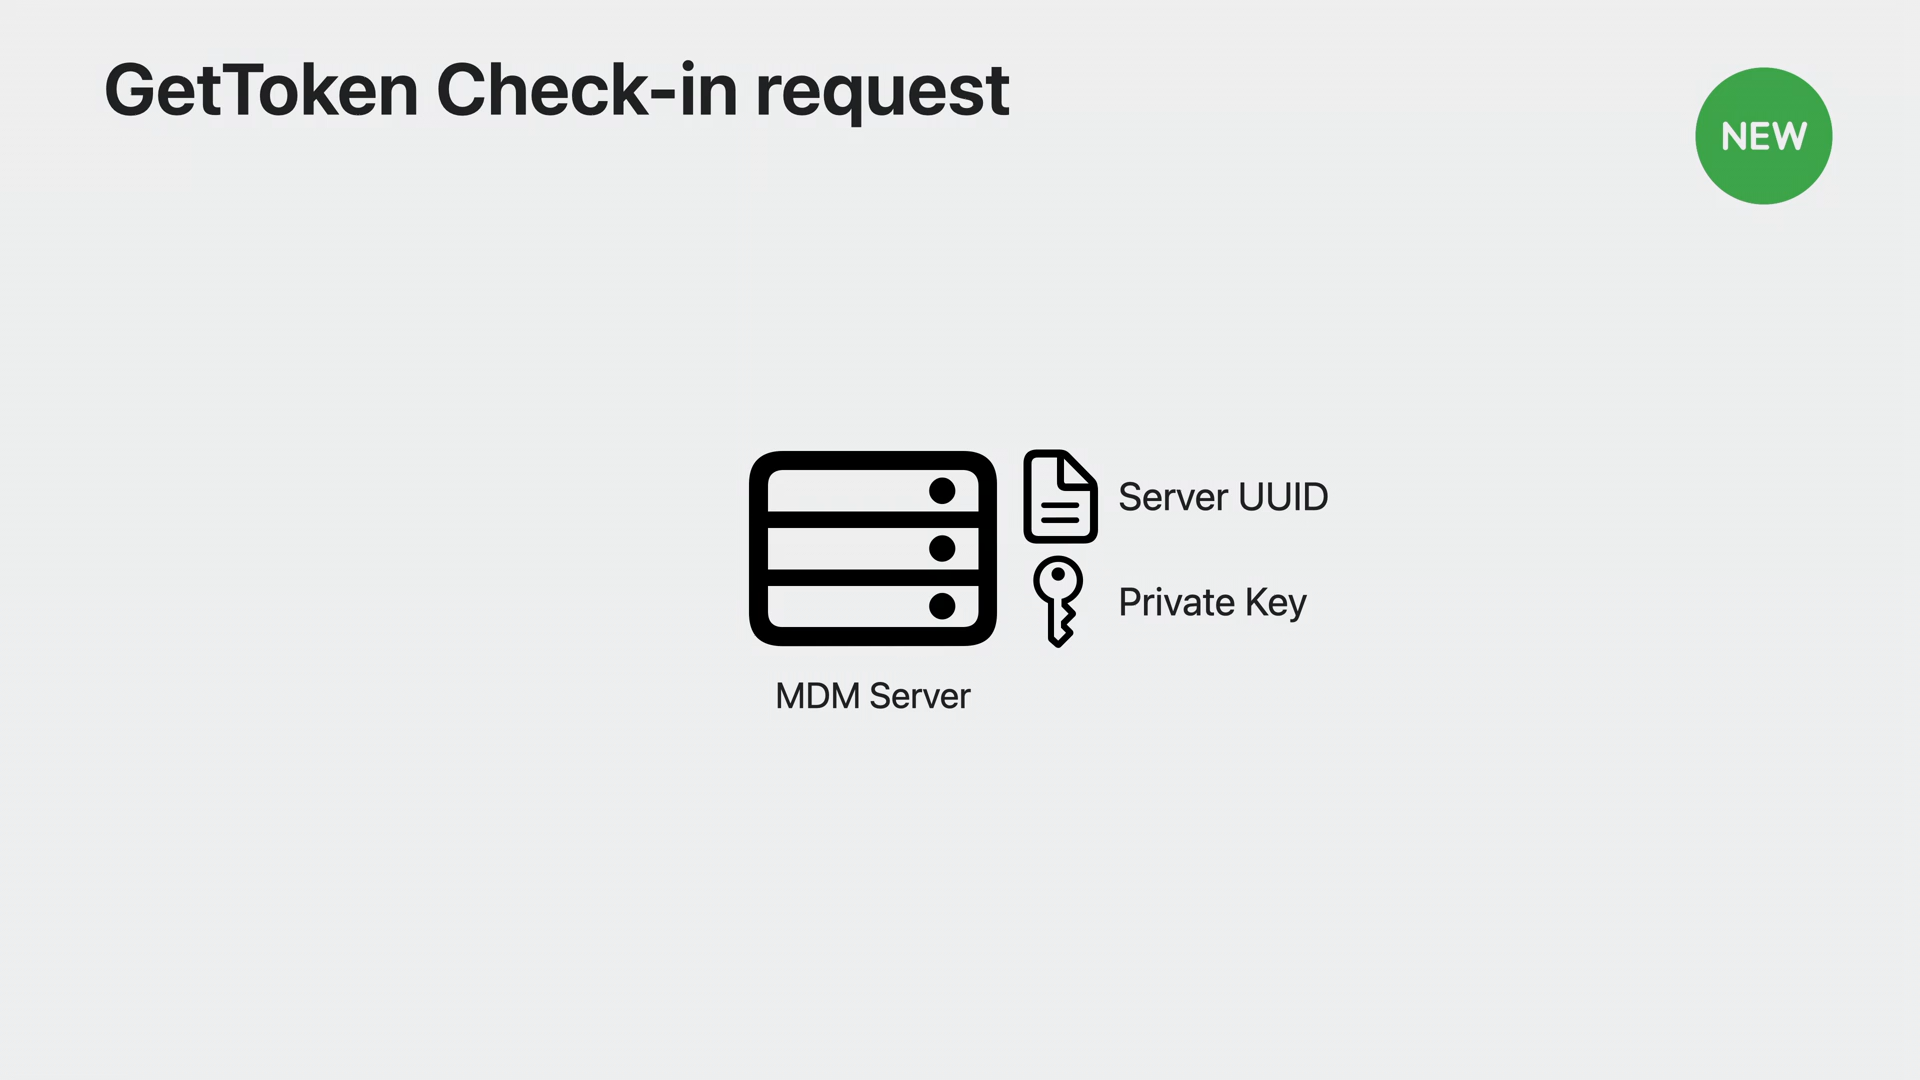 GetToken Check-in request
NEW
Server UUID
Private Key
MDM Server